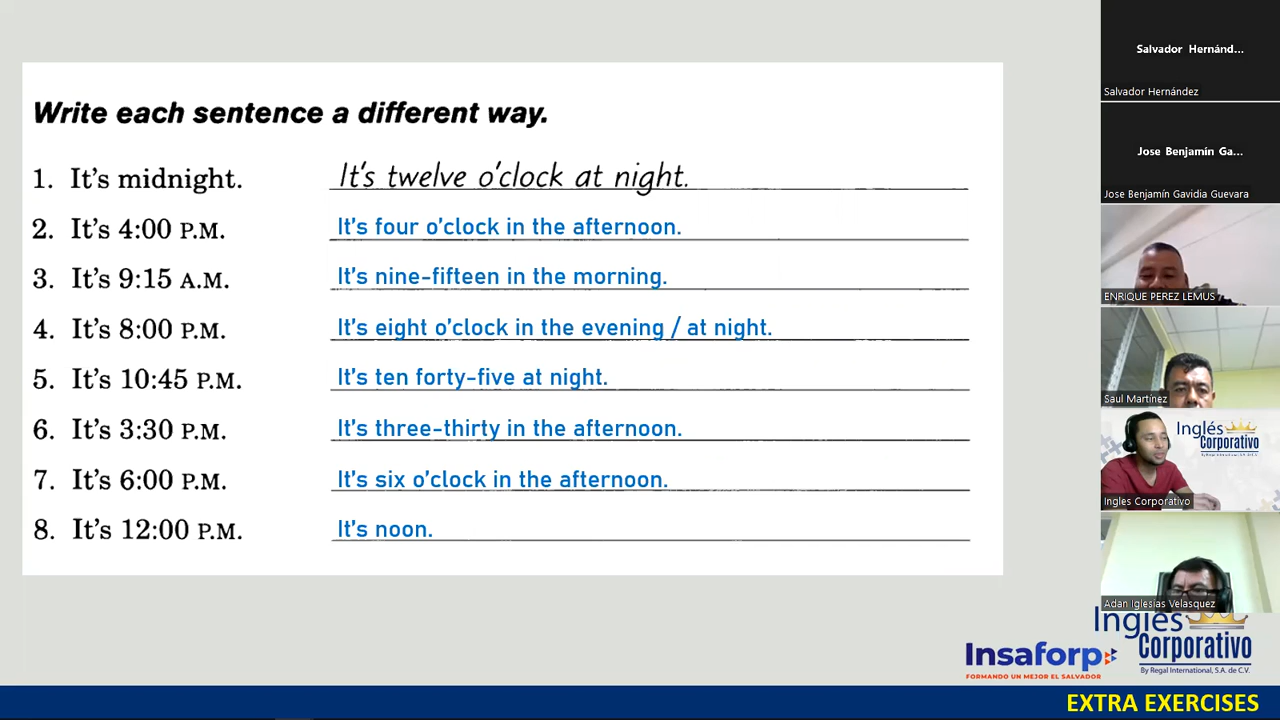 Write each sentence a different way.
1. It's midnight. It's twelve o'clock at night.
2. It's 4:00 P.M. It's four o'clock in the afternoon.
3. It's 9:15 A.M. It's nine-fifteen in the morning.
4. It's 8:00 P.M. It's eight o'clock in the evening / at night.
5. It's 10:45 P.M. It's ten forty-five at night.
6. It's 3:30 P.M. It's three-thirty in the afternoon.
7. It's 6:00 P.M. It's six o'clock in the afternoon.
8. It's 12:00 P.M. It's noon.
Salvador Hernánd...
Salvador Hernández
Jose Benjamín Ga...
Jose Benjamín Gavidia Guevara
ENRIQUE PEREZ LEMUS
Saul Martínez
Inglés
Corporativo
By Regal International, S.A. de C.V.
Ingles Corporativo
Adan Iglesias Velasquez
Inglés
Corporativo
By Regal International, S.A. de C.V.
Insaforp
FORMANDO UN MEJOR EL SALVADOR
EXTRA EXERCISES